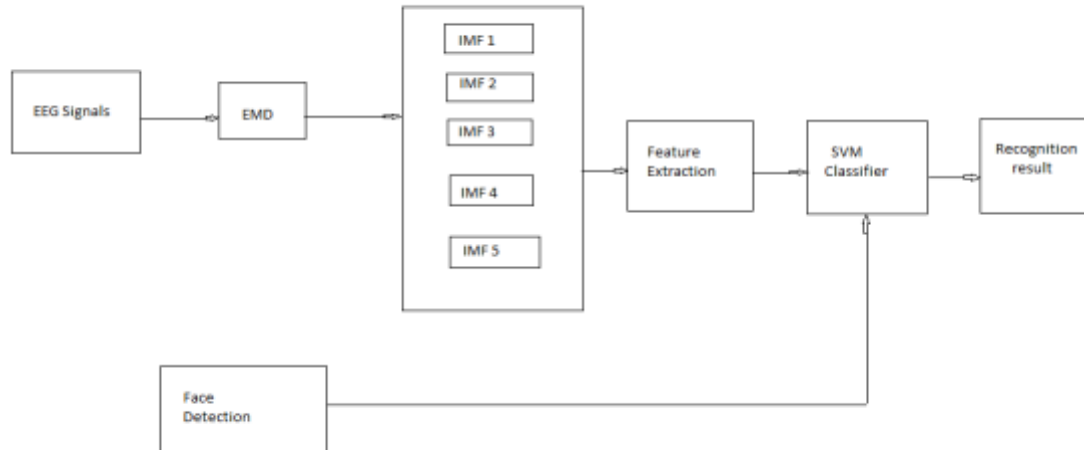 EEG Signals
EMD
IMF 1
IMF 2
IMF 3
IMF 4
IMF 5
Feature
Extraction
SVM
Classifier
Recognition
result
Face
Detection